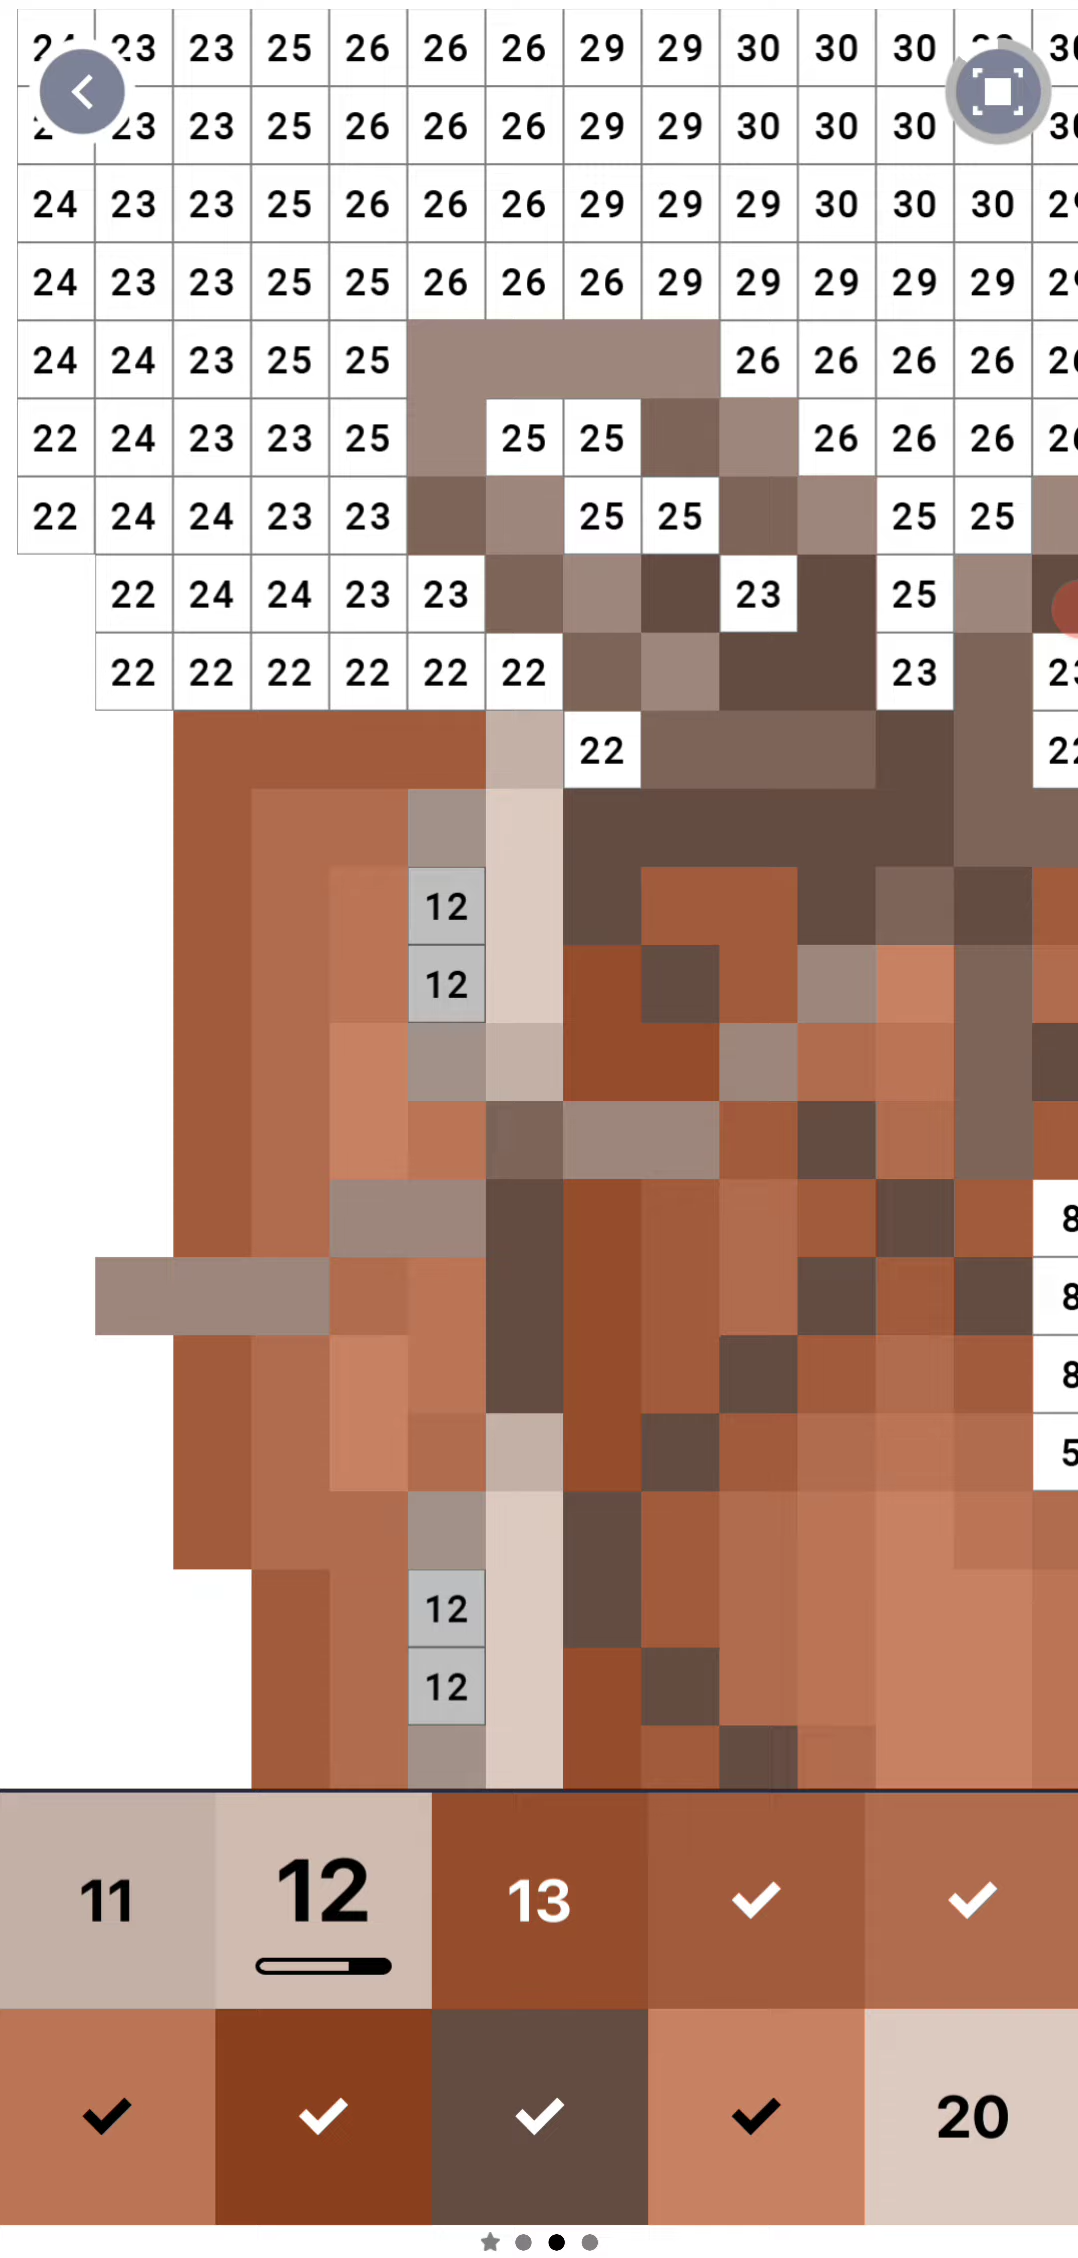 23 23 25 26 26 26 29 29 30 30 30
23 23 25 26 26 26 29 29 30 30 30
24 23 23 25 26 26 26 29 29 29 30 30 30
24 23 23 25 25 26 26 26 29 29 29 29 29
24 24 23 25 25 26 26 26 26
22 24 23 23 25 25 25 26 26 26
22 24 24 23 23 25 25 25 25
22 24 24 23 23 23 25
22 22 22 22 22 22 23
22
12
12
8
8
8
5
12
12
11 12 13
20